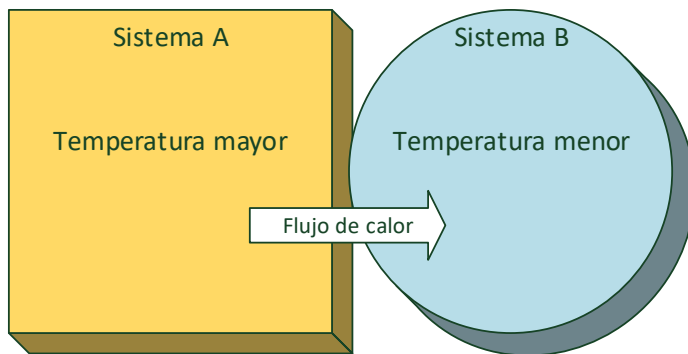 Sistema A
Sistema B
Temperatura mayor
Temperatura menor
Flujo de calor